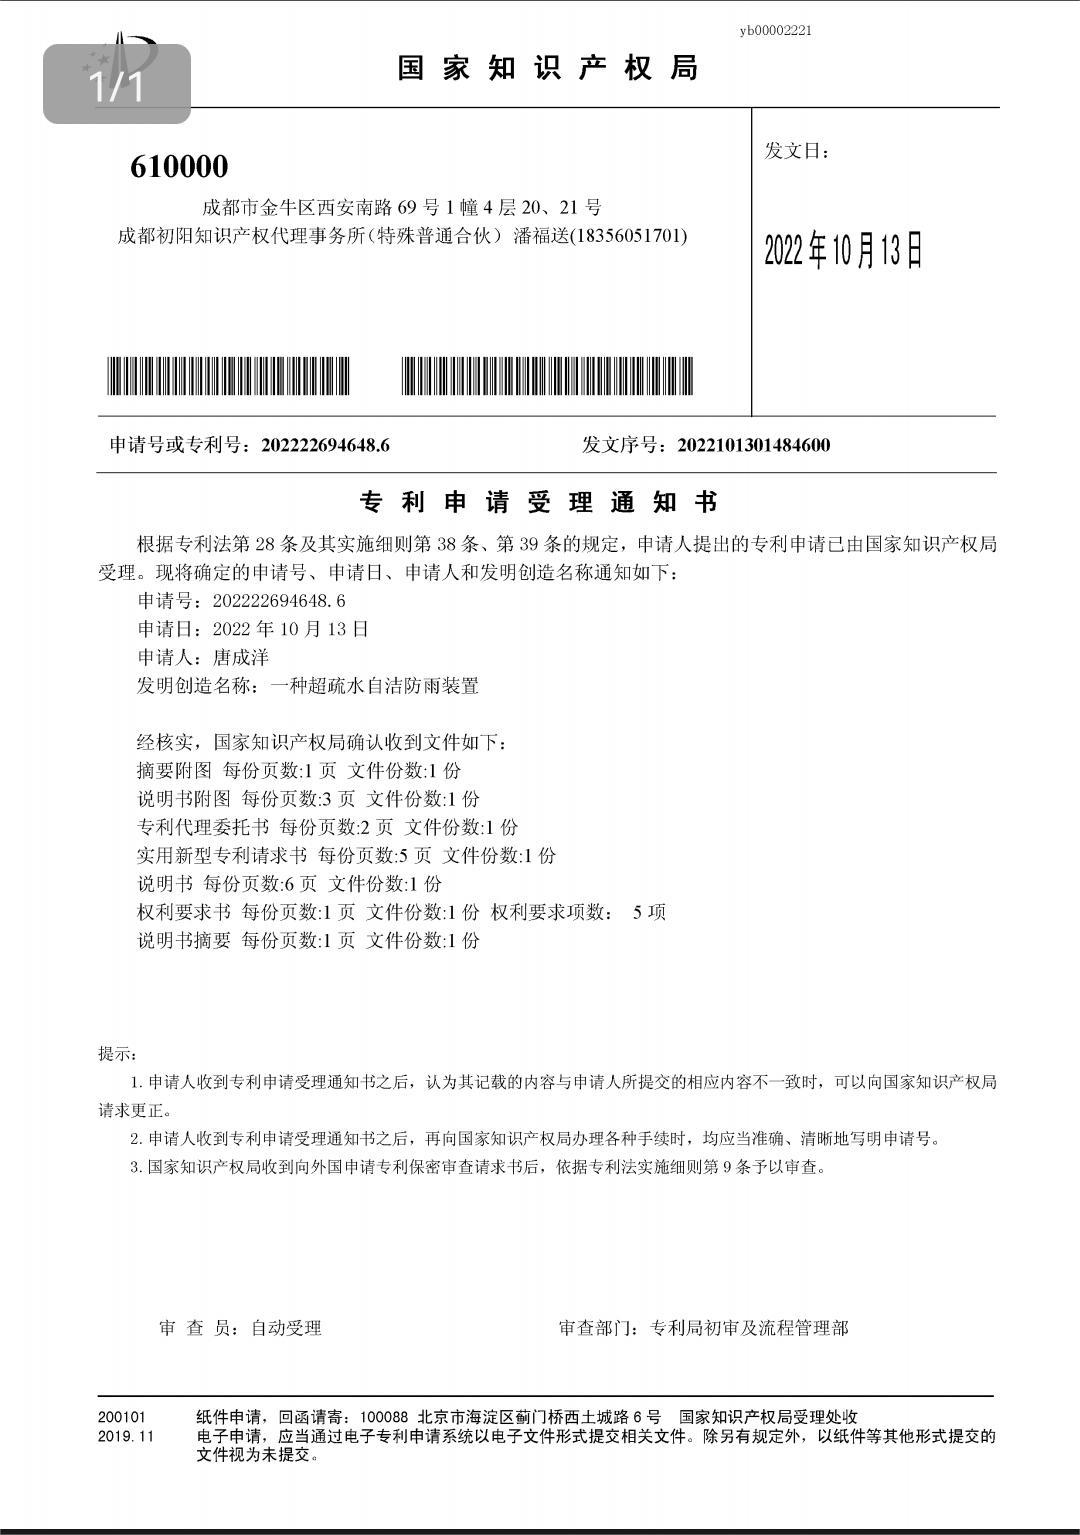 yb00002221
1/1
国家知识产权局
610000
成都市金牛区西安南路 69 号 1 幢 4 层 20、21 号
成都初阳知识产权代理事务所（特殊普通合伙） 潘福送(18356051701)
发文日：
2022 年 10 月 13 日
申请号或专利号：202222694648.6
发文序号：2022101301484600
专利申请受理通知书
根据专利法第 28 条及其实施细则第 38 条、第 39 条的规定，申请人提出的专利申请已由国家知识产权局
受理。现将确定的申请号、申请日、申请人和发明创造名称通知如下：
申请号：202222694648.6
申请日：2022 年 10 月 13 日
申请人：唐成洋
发明创造名称：一种超疏水自洁防雨装置
经核实，国家知识产权局确认收到文件如下：
摘要附图 每份页数:1 页 文件份数:1 份
说明书附图 每份页数:3 页 文件份数:1 份
专利代理委托书 每份页数:2 页 文件份数:1 份
实用新型专利请求书 每份页数:5 页 文件份数:1 份
说明书 每份页数:6 页 文件份数:1 份
权利要求书 每份页数:1 页 文件份数:1 份 权利要求项数： 5 项
说明书摘要 每份页数:1 页 文件份数:1 份
提示：
1. 申请人收到专利申请受理通知书之后，认为其记载的内容与申请人所提交的相应内容不一致时，可以向国家知识产权局
请求更正。
2. 申请人收到专利申请受理通知书之后，再向国家知识产权局办理各种手续时，均应当准确、清晰地写明申请号。
3. 国家知识产权局收到向外国申请专利保密审查请求书后，依据专利法实施细则第 9 条予以审查。
审 查 员：自动受理
审查部门：专利局初审及流程管理部
200101 纸件申请，回函请寄：100088 北京市海淀区蓟门桥西土城路 6 号 国家知识产权局受理处收
2019.11 电子申请，应当通过电子专利申请系统以电子文件形式提交相关文件。除另有规定外，以纸件等其他形式提交的
文件视为未提交。